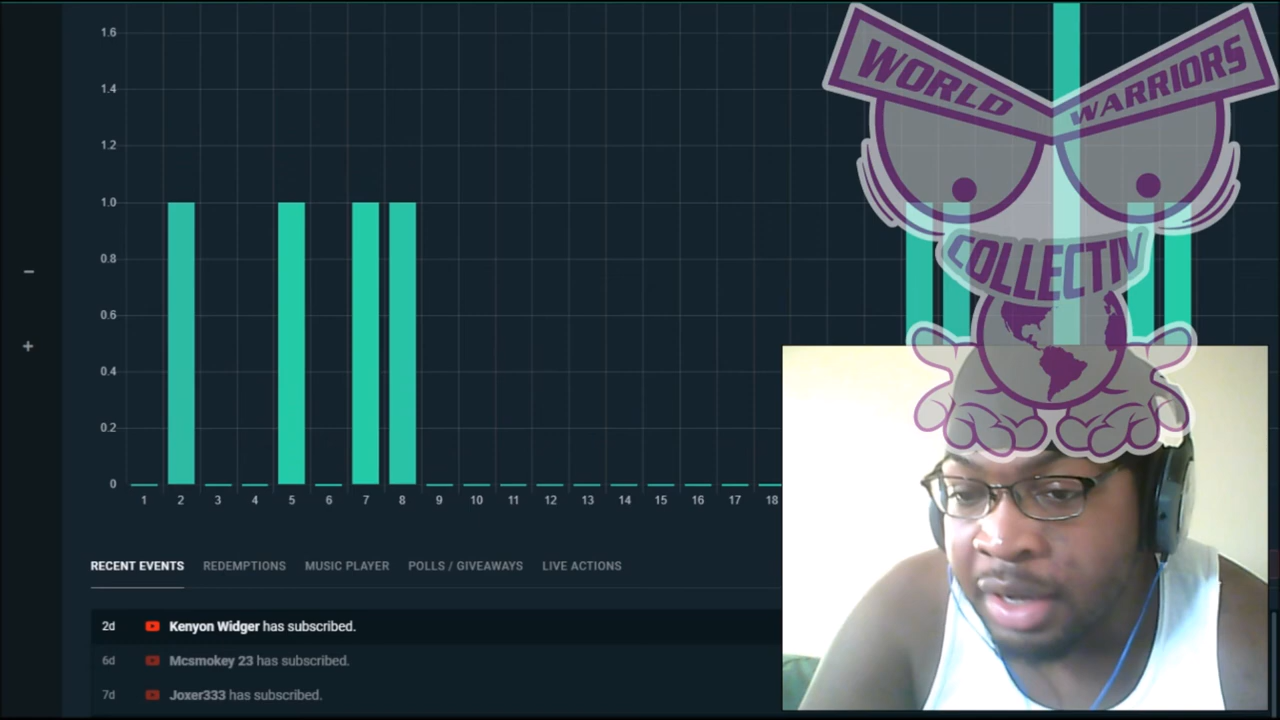 1.6
1.4
1.2
1.0
0.8
0.6
0.4
0.2
0
1 2 3 4 5 6 7 8 9 10 11 12 13 14 15 16 17 18
WORLD WARRIORS
COLLECTIV
RECENT EVENTS REDEMPTIONS MUSIC PLAYER POLLS / GIVEAWAYS LIVE ACTIONS
2d Kenyon Widger has subscribed.
6d Mcsmokey 23 has subscribed.
7d Joxer333 has subscribed.